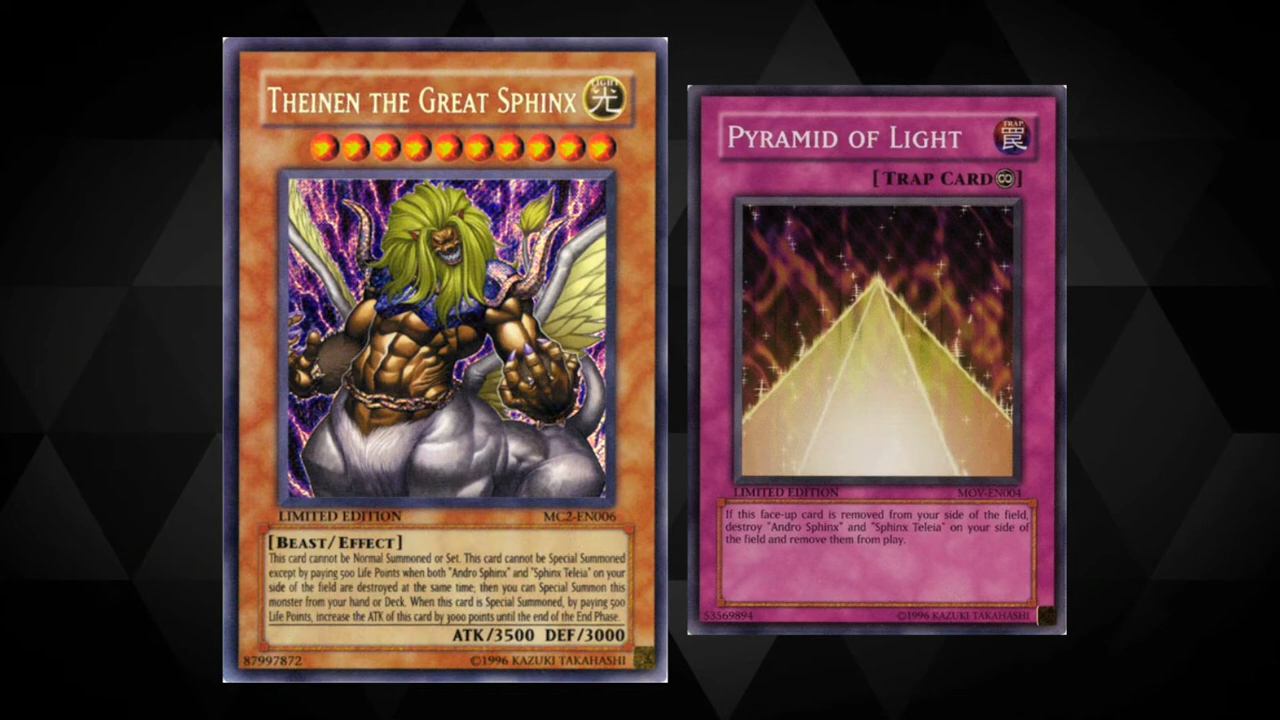 THEINEN THE GREAT SPHINX
LIGHT
光
LIMITED EDITION MC2-EN006
[BEAST/EFFECT]
This card cannot be Normal Summoned or Set. This card cannot be Special Summoned
except by paying 500 Life Points when both "Andro Sphinx" and "Sphinx Teleia" on your
side of the field are destroyed at the same time, then you can Special Summon this
monster from your hand or Deck. When this card is Special Summoned, by paying 500
Life Points, increase the ATK of this card by 3000 points until the end of the End Phase.
ATK/3500 DEF/3000
87997872 ©1996 KAZUKI TAKAHASHI
PYRAMID OF LIGHT
TRAP
罠
[TRAP CARD∞]
LIMITED EDITION MOV-EN004
If this face-up card is removed from your side of the field,
destroy "Andro Sphinx" and "Sphinx Teleia" on your side of
the field and remove them from play.
53569894 ©1996 KAZUKI TAKAHASHI